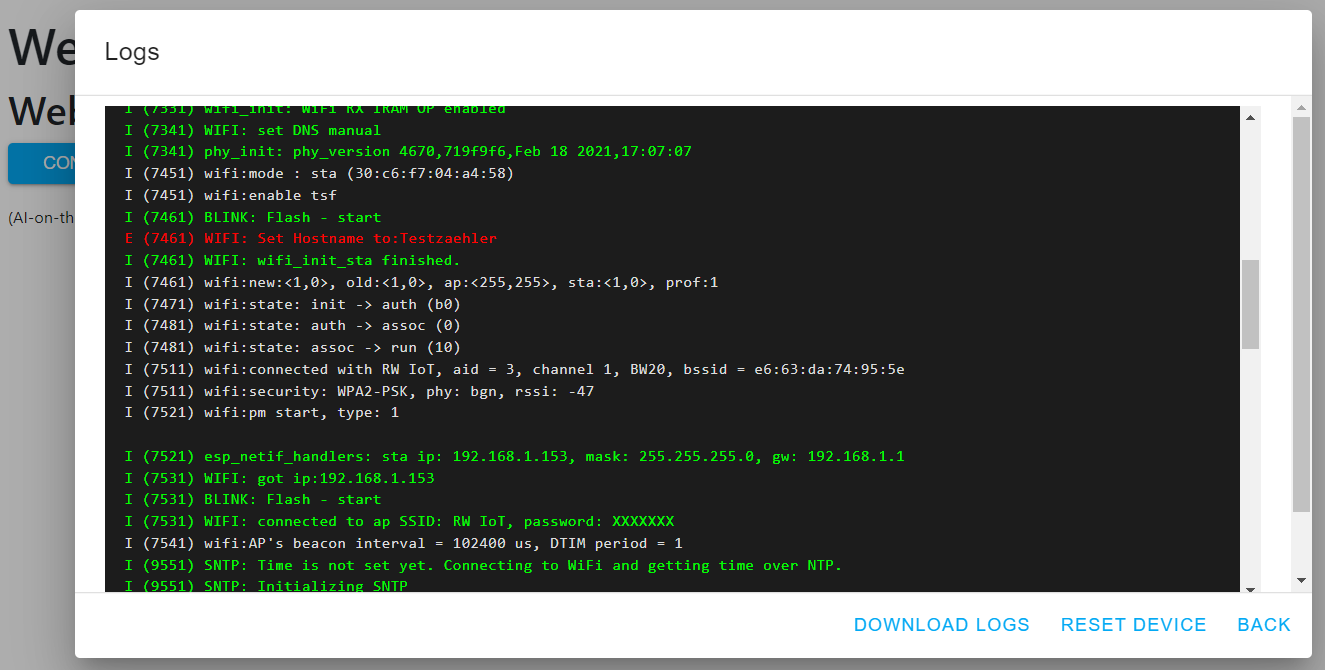 We
Logs
Web
CON
(AI-on-th
I (7331) wifi_init: WiFi RX IRAM OP enabled
I (7341) WIFI: set DNS manual
I (7341) phy_init: phy_version 4670,719f9f6,Feb 18 2021,17:07:07
I (7451) wifi:mode : sta (30:c6:f7:04:a4:58)
I (7451) wifi:enable tsf
I (7461) BLINK: Flash - start
E (7461) WIFI: Set Hostname to:Testzaehler
I (7461) WIFI: wifi_init_sta finished.
I (7461) wifi:new:<1,0>, old:<1,0>, ap:<255,255>, sta:<1,0>, prof:1
I (7471) wifi:state: init -> auth (b0)
I (7481) wifi:state: auth -> assoc (0)
I (7481) wifi:state: assoc -> run (10)
I (7511) wifi:connected with RW IoT, aid = 3, channel 1, BW20, bssid = e6:63:da:74:95:5e
I (7511) wifi:security: WPA2-PSK, phy: bgn, rssi: -47
I (7521) wifi:pm start, type: 1
I (7521) esp_netif_handlers: sta ip: 192.168.1.153, mask: 255.255.255.0, gw: 192.168.1.1
I (7531) WIFI: got ip:192.168.1.153
I (7531) BLINK: Flash - start
I (7531) WIFI: connected to ap SSID: RW IoT, password: XXXXXXX
I (7541) wifi:AP's beacon interval = 102400 us, DTIM period = 1
I (9551) SNTP: Time is not set yet. Connecting to WiFi and getting time over NTP.
I (9551) SNTP: Initializing SNTP
DOWNLOAD LOGS
RESET DEVICE
BACK